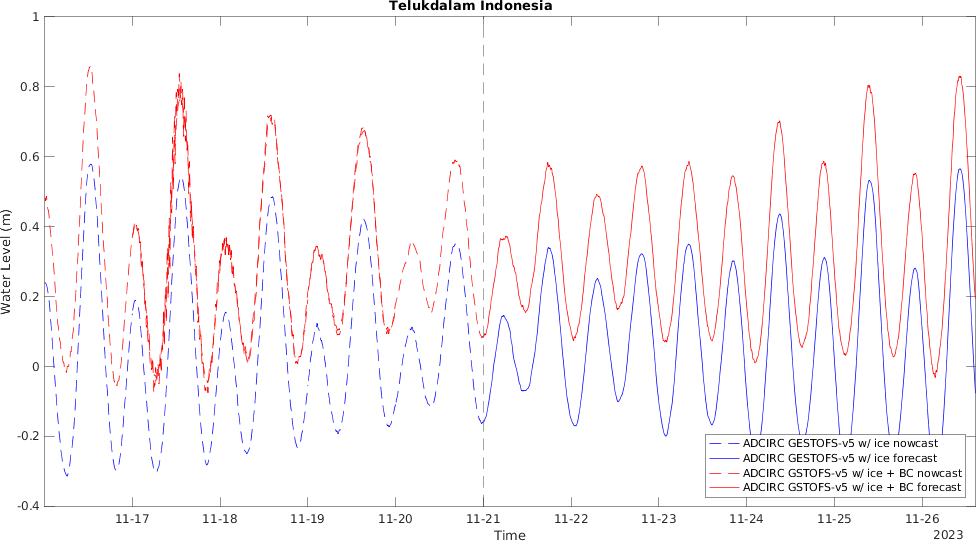 Telukdalam Indonesia
1
0.8
0.6
0.4
0.2
0
-0.2
-0.4
Water Level (m)
ADCIRC GESTOFS-v5 w/ ice nowcast
ADCIRC GESTOFS-v5 w/ ice forecast
ADCIRC GSTOFS-v5 w/ ice + BC nowcast
ADCIRC GSTOFS-v5 w/ ice + BC forecast
11-17 11-18 11-19 11-20 11-21 11-22 11-23 11-24 11-25 11-26
Time
2023